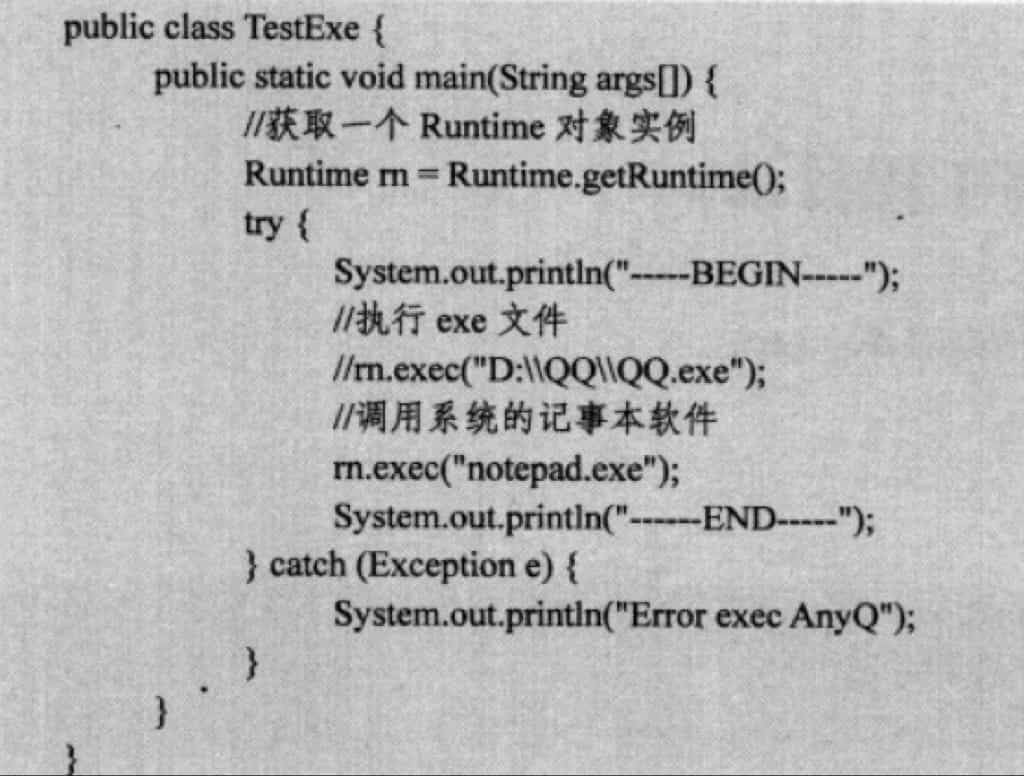 public class TestExe {
public static void main(String args[]) {
//获取一个 Runtime 对象实例
Runtime rn = Runtime.getRuntime();
try {
System.out.println("-----BEGIN-----");
//执行 exe 文件
//rn.exec("D:\\QQ\\QQ.exe");
//调用系统的记事本软件
rn.exec("notepad.exe");
System.out.println("------END-----");
} catch (Exception e) {
System.out.println("Error exec AnyQ");
}
}
}